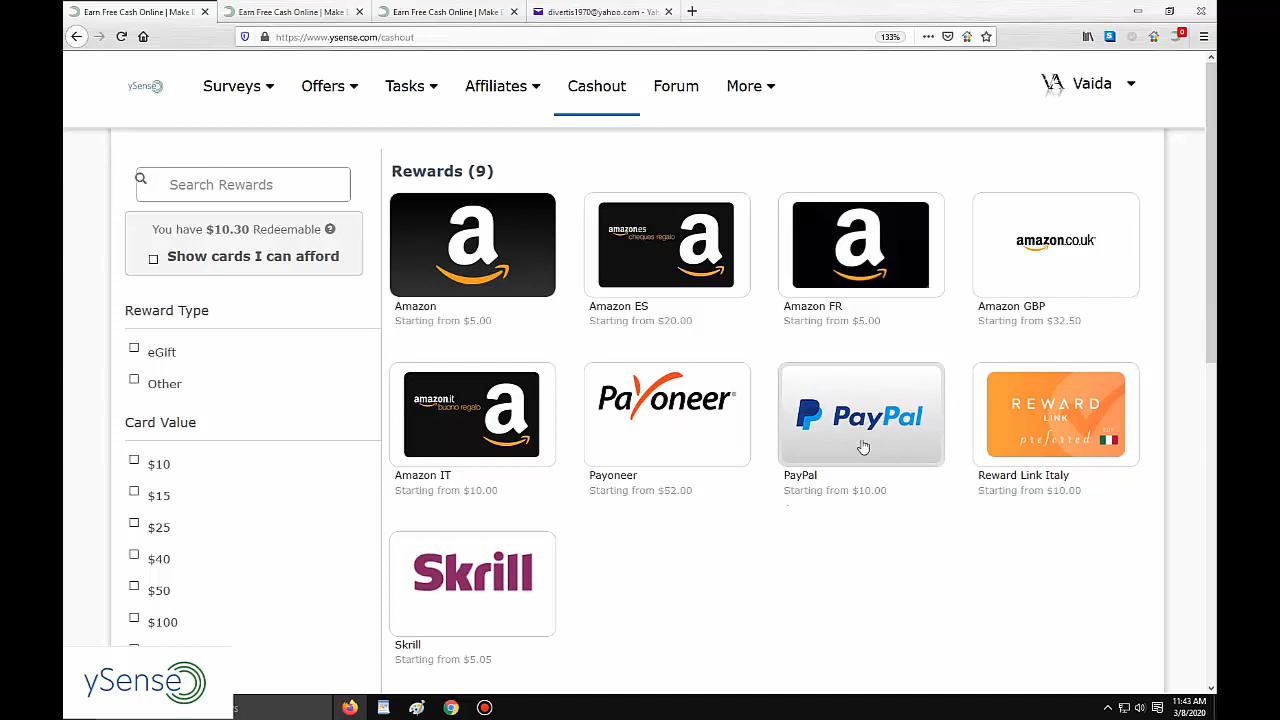 Earn Free Cash Online | Make E
Earn Free Cash Online | Make E
Earn Free Cash Online | Make E
divertis1970@yahoo.com - Yah
https://www.ysense.com/cashout
133%
0
ySense
Surveys
Offers
Tasks
Affiliates
Cashout
Forum
More
VA
Vaida
Search Rewards
You have $10.30 Redeemable
Show cards I can afford
Reward Type
eGift
Other
Card Value
$10
$15
$25
$40
$50
$100
Rewards (9)
a
Amazon
Starting from $5.00
amazon.es
cheques regalo
a
Amazon ES
Starting from $20.00
a
Amazon FR
Starting from $5.00
amazon.co.uk
Amazon GBP
Starting from $32.50
amazon.it
buono regalo
a
Amazon IT
Starting from $10.00
Payoneer
Payoneer
Starting from $52.00
PayPal
PayPal
Starting from $10.00
REWARD
LINK
preferred
Reward Link Italy
Starting from $10.00
Skrill
Skrill
Starting from $5.05
ySense
11:43 AM
3/8/2020